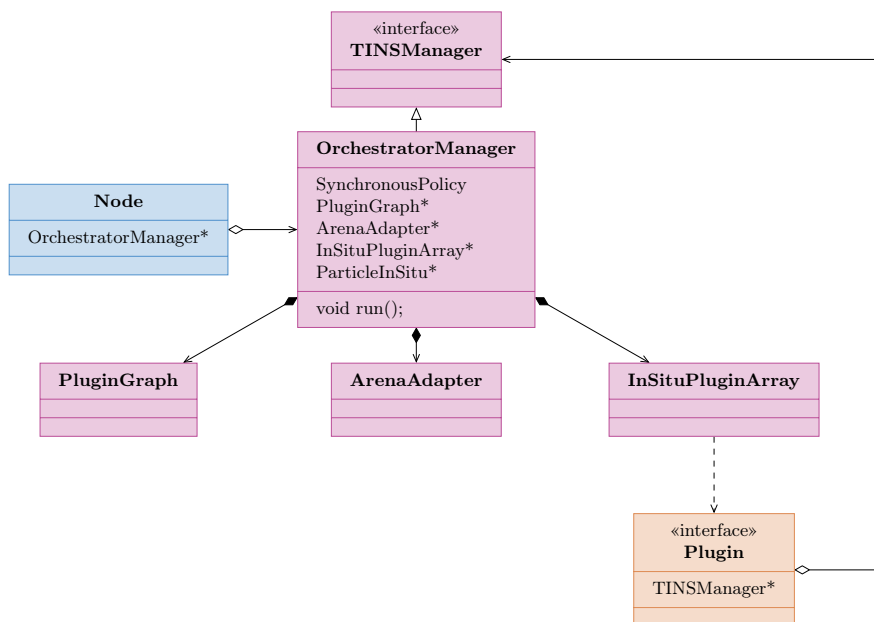 «interface»
TINSManager
OrchestratorManager
SynchronousPolicy
PluginGraph*
ArenaAdapter*
InSituPluginArray*
ParticleInSitu*
void run();
Node
OrchestratorManager*
PluginGraph
ArenaAdapter
InSituPluginArray
«interface»
Plugin
TINSManager*